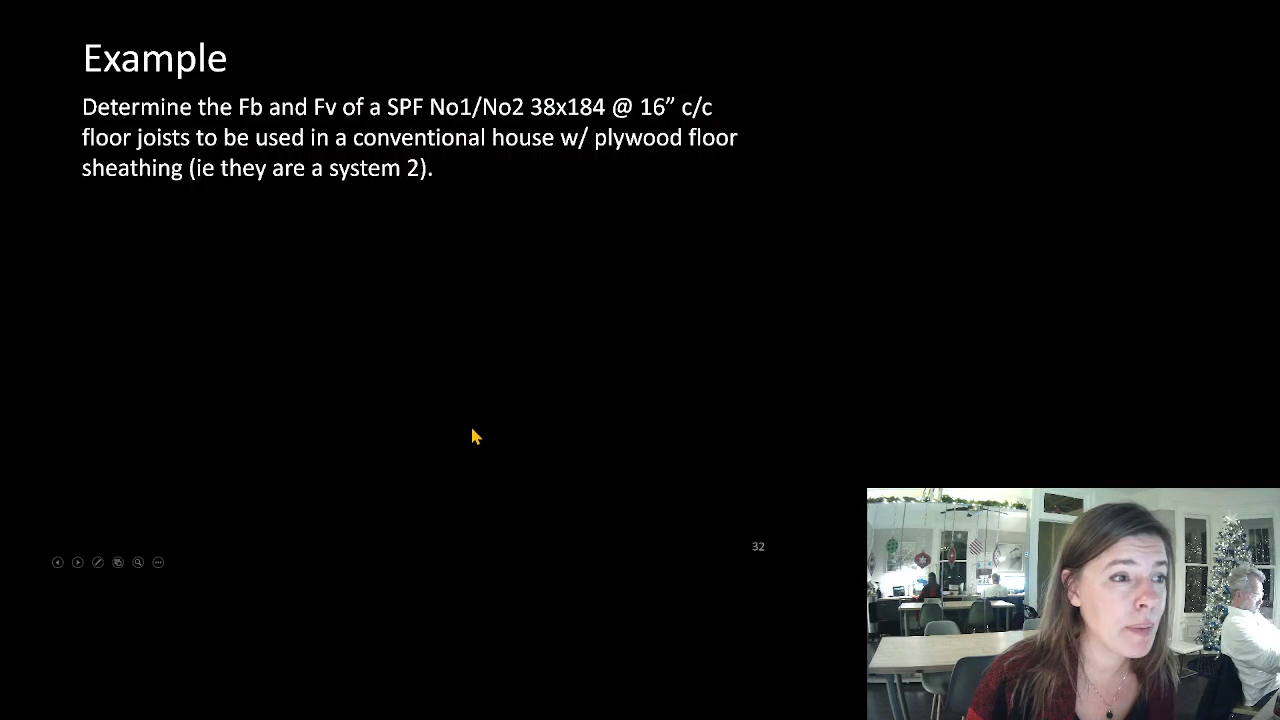 Example
Determine the Fb and Fv of a SPF No1/No2 38x184 @ 16” c/c
floor joists to be used in a conventional house w/ plywood floor
sheathing (ie they are a system 2).
32